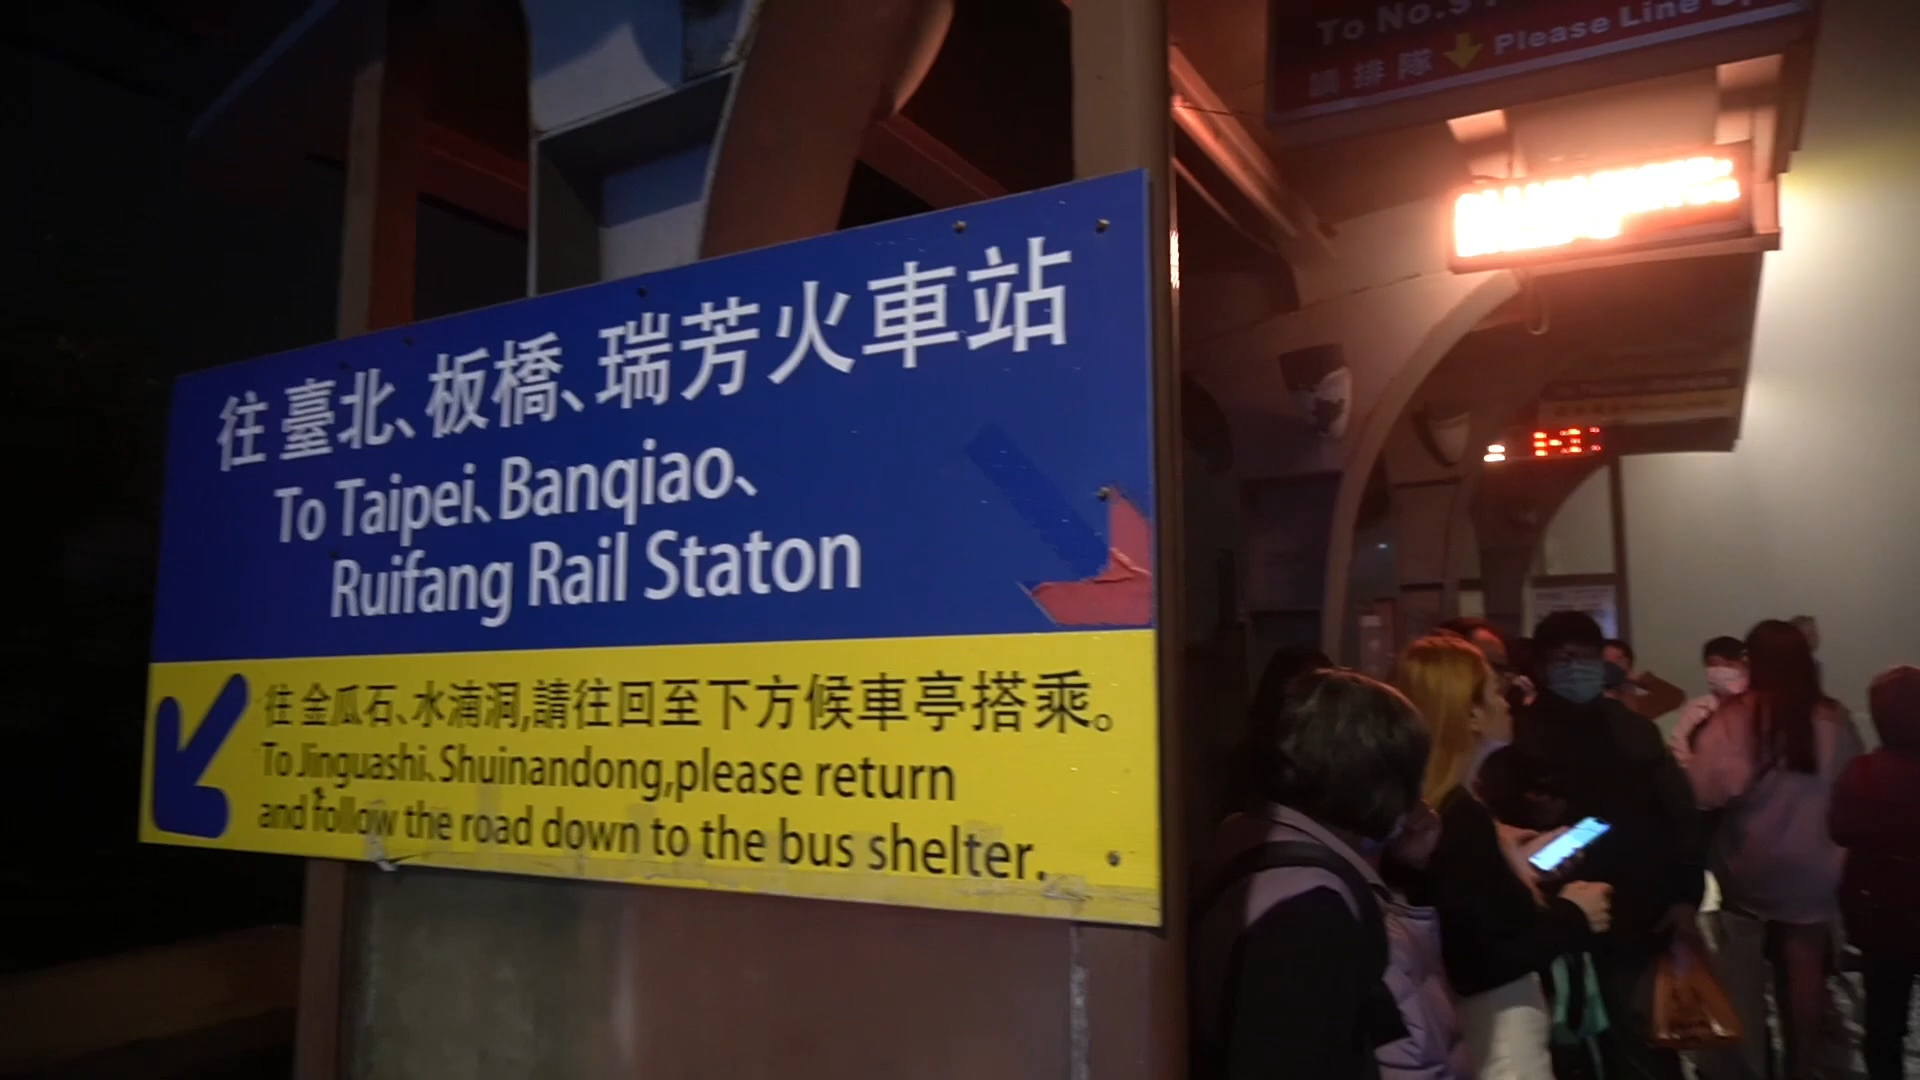 往 臺北、板橋、瑞芳火車站
To Taipei、Banqiao、
Ruifang Rail Staton
往 金瓜石、水湳洞,請往回至下方候車亭搭乘。
To Jinguashi、Shuinandong,please return
and follow the road down to the bus shelter.
To No.9
請排隊 Please Line Up